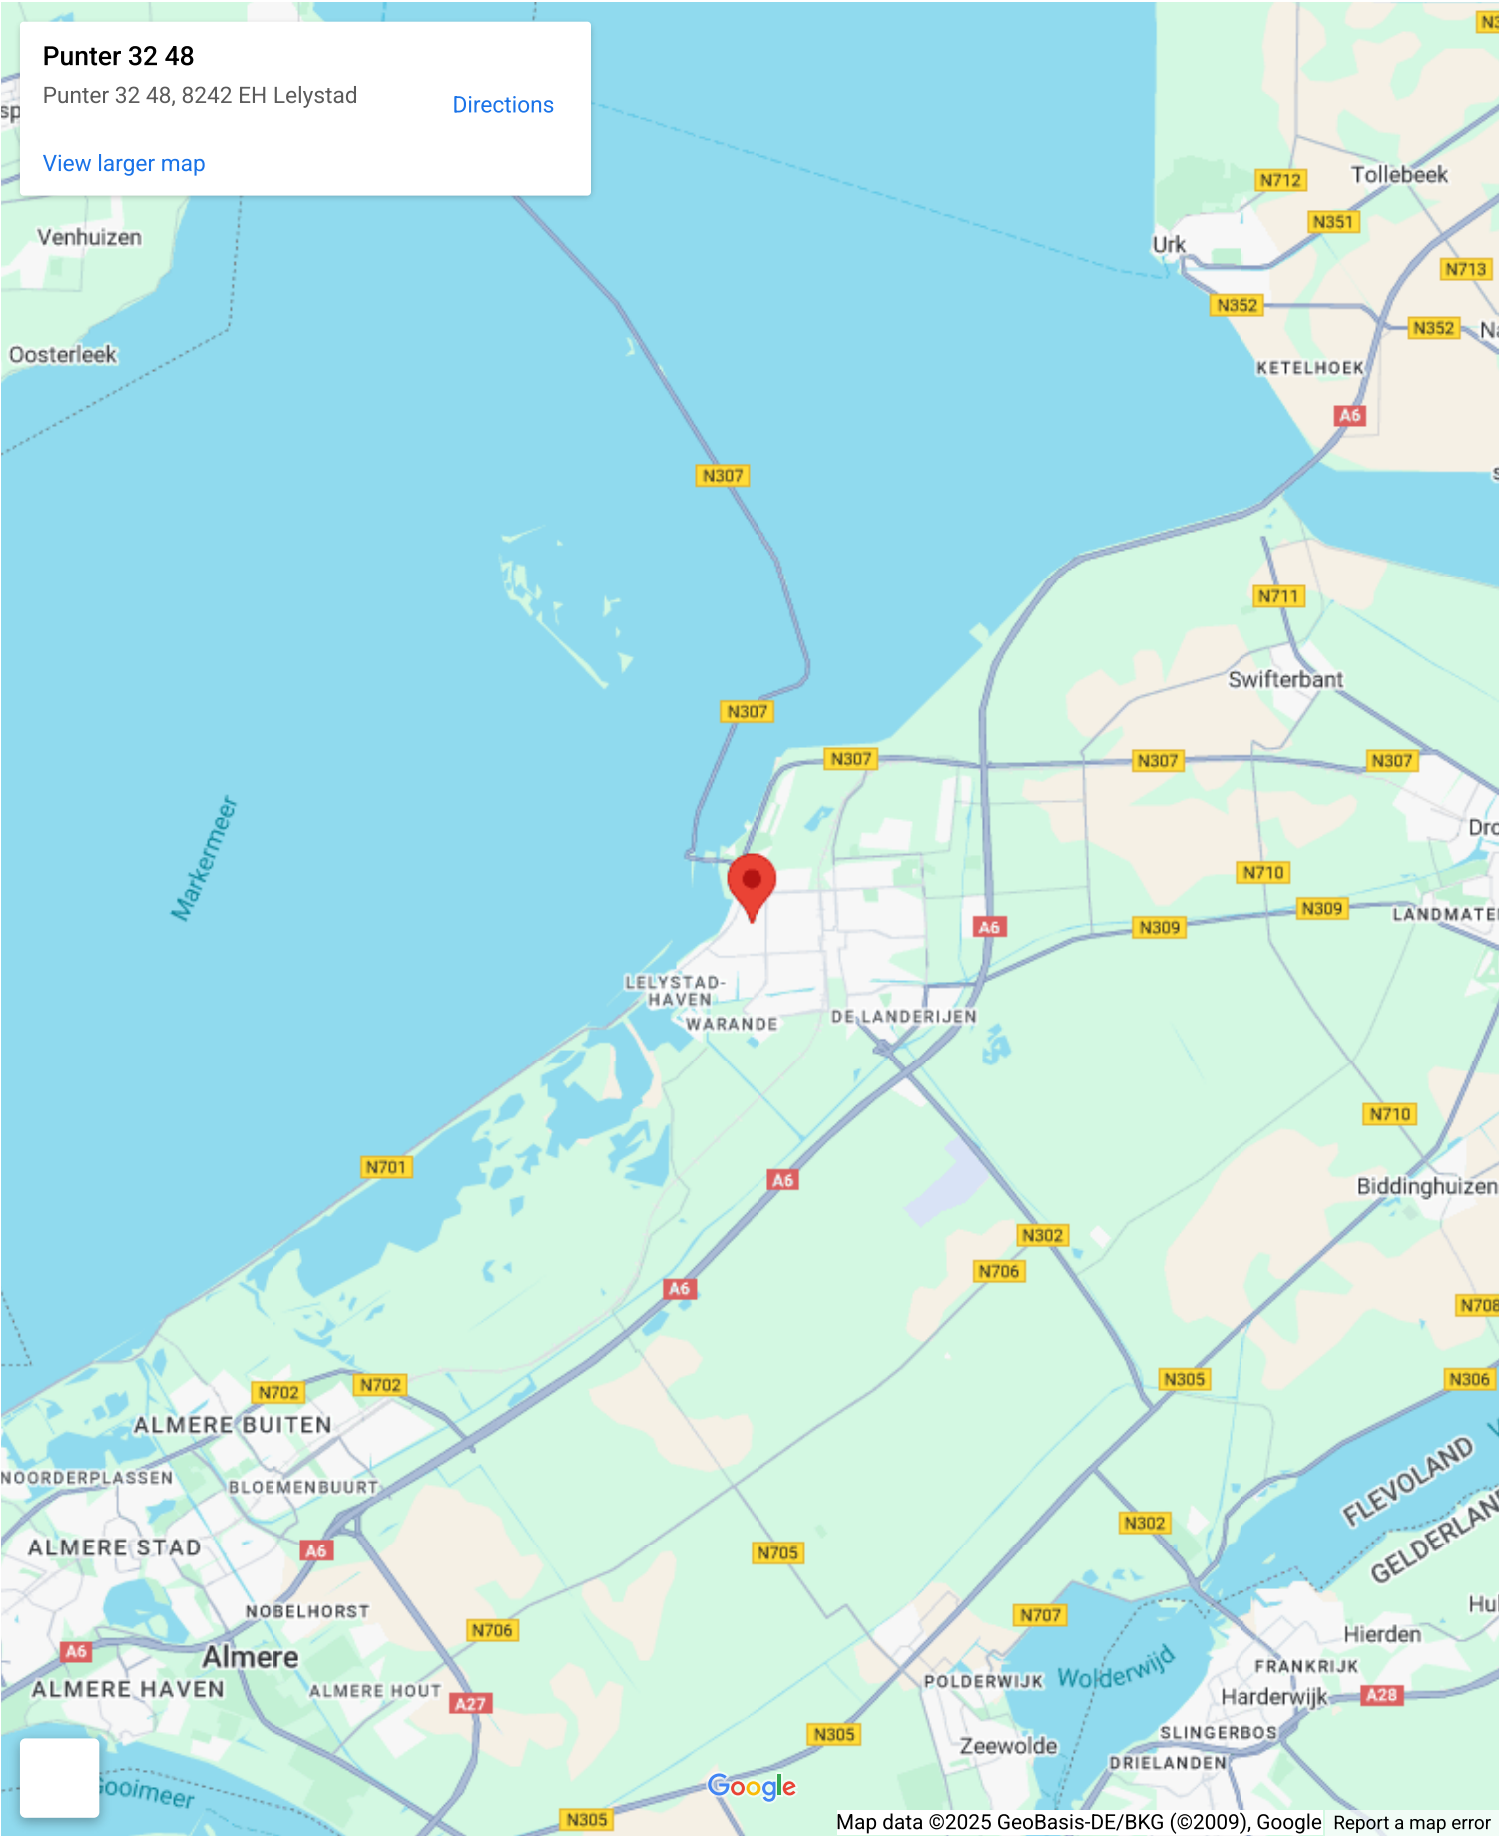 Punter 32 48
Punter 32 48, 8242 EH Lelystad
Directions
View larger map
N712
Tollebeek
N351
Venhuizen
Urk
N713
N352
N352
Oosterleek
KETELHOEK
A6
N307
N711
Swifterbant
N307
N307
N307
N307
Markermeer
N710
N309
LANDMATE
A6
N309
LELYSTAD-
HAVEN
WARANDE
DE LANDERIJEN
N710
N701
A6
Biddinghuizen
N302
N706
A6
N708
N305
N306
N702
N702
ALMERE BUITEN
NOORDERPLASSEN
BLOEMENBUURT
FLEVOLAND
GELDERLAN
N302
ALMERE STAD
A6
N705
NOBELHORST
N707
N706
Hierden
A6
Almere
Wolderwijd
FRANKRIJK
POLDERWIJK
ALMERE HAVEN
ALMERE HOUT
Harderwijk
A28
A27
N305
SLINGERBOS
Zeewolde
DRIELANDEN
Gooimeer
Google
N305
Map data ©2025 GeoBasis-DE/BKG (©2009), Google
Report a map error